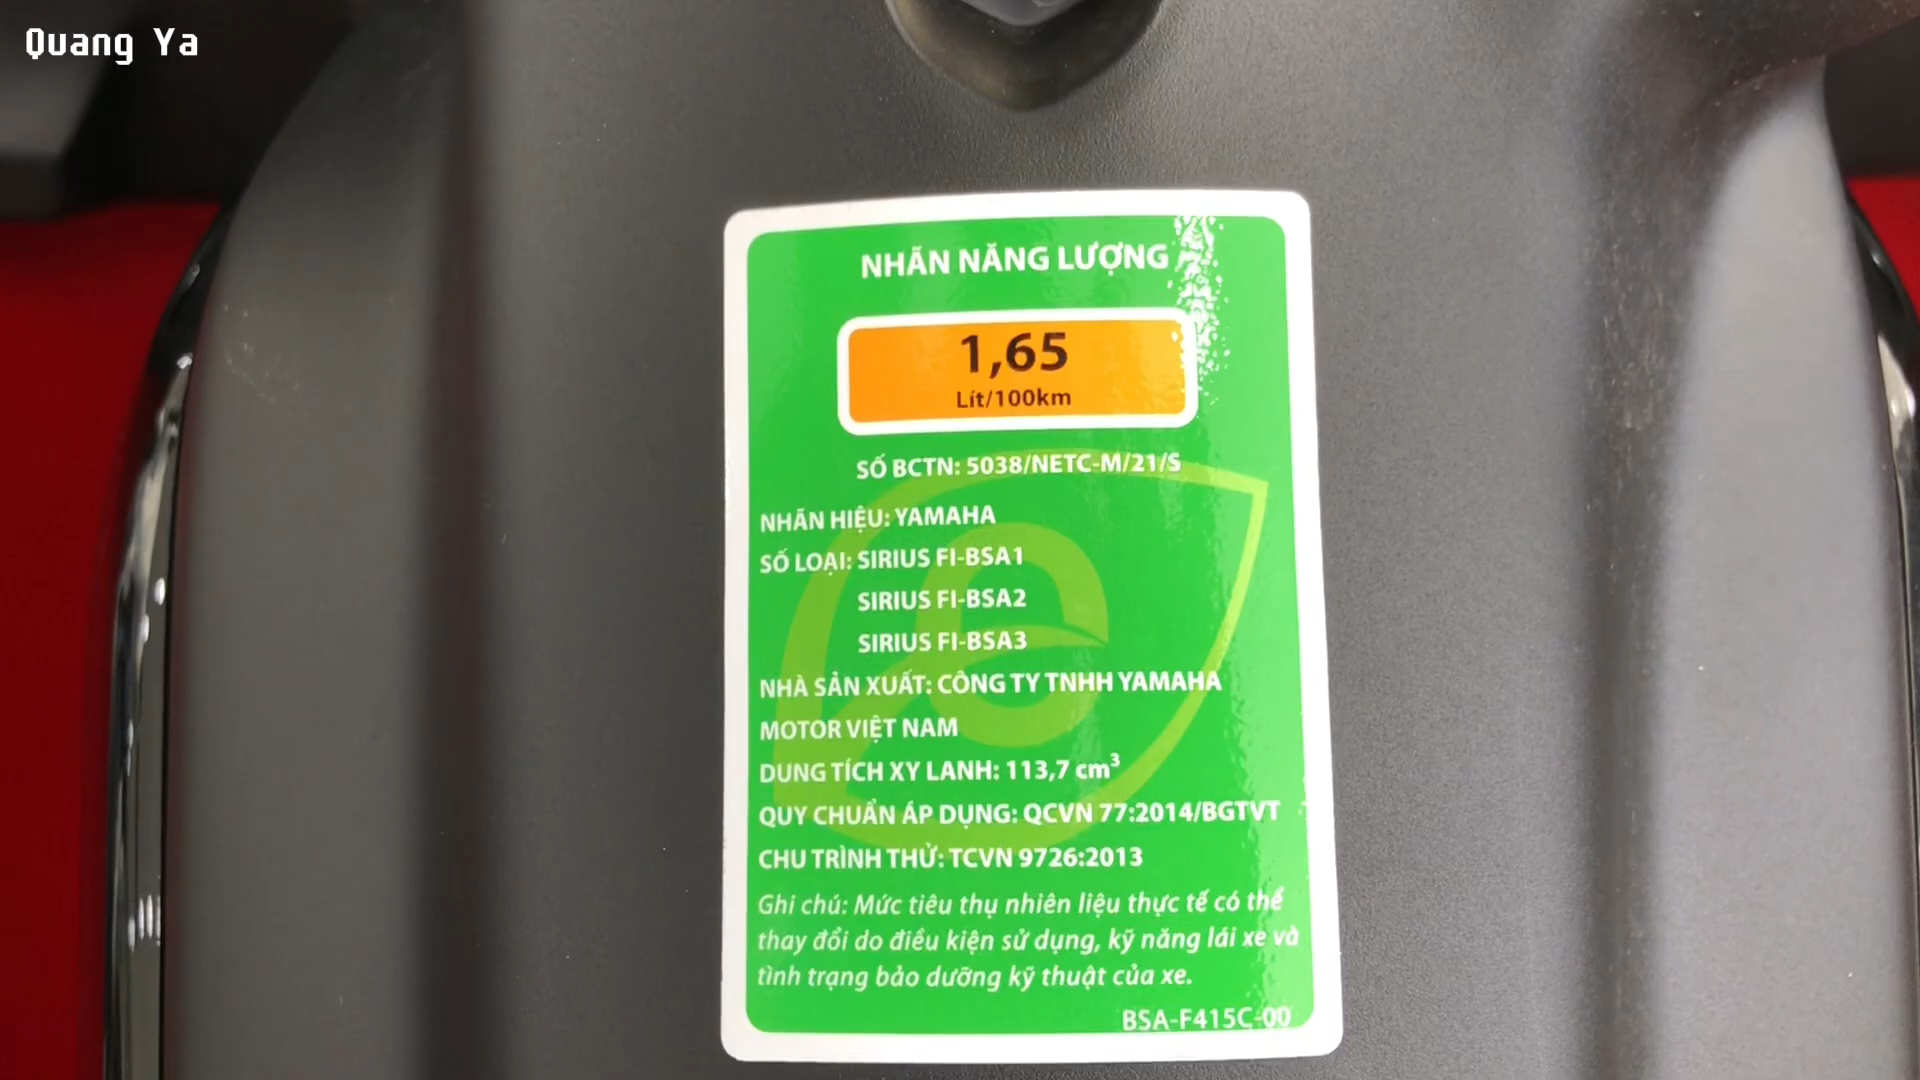 Quang Ya
NHÃN NĂNG LƯỢNG
1,65
Lít/100km
SỐ BCTN: 5038/NETC-M/21/S
NHÃN HIỆU: YAMAHA
SỐ LOẠI: SIRIUS FI-BSA1
SIRIUS FI-BSA2
SIRIUS FI-BSA3
NHÀ SẢN XUẤT: CÔNG TY TNHH YAMAHA
MOTOR VIỆT NAM
DUNG TÍCH XY LANH: 113,7 cm³
QUY CHUẨN ÁP DỤNG: QCVN 77:2014/BGTVT
CHU TRÌNH THỬ: TCVN 9726:2013
Ghi chú: Mức tiêu thụ nhiên liệu thực tế có thể
thay đổi do điều kiện sử dụng, kỹ năng lái xe và
tình trạng bảo dưỡng kỹ thuật của xe.
BSA-F415C-00